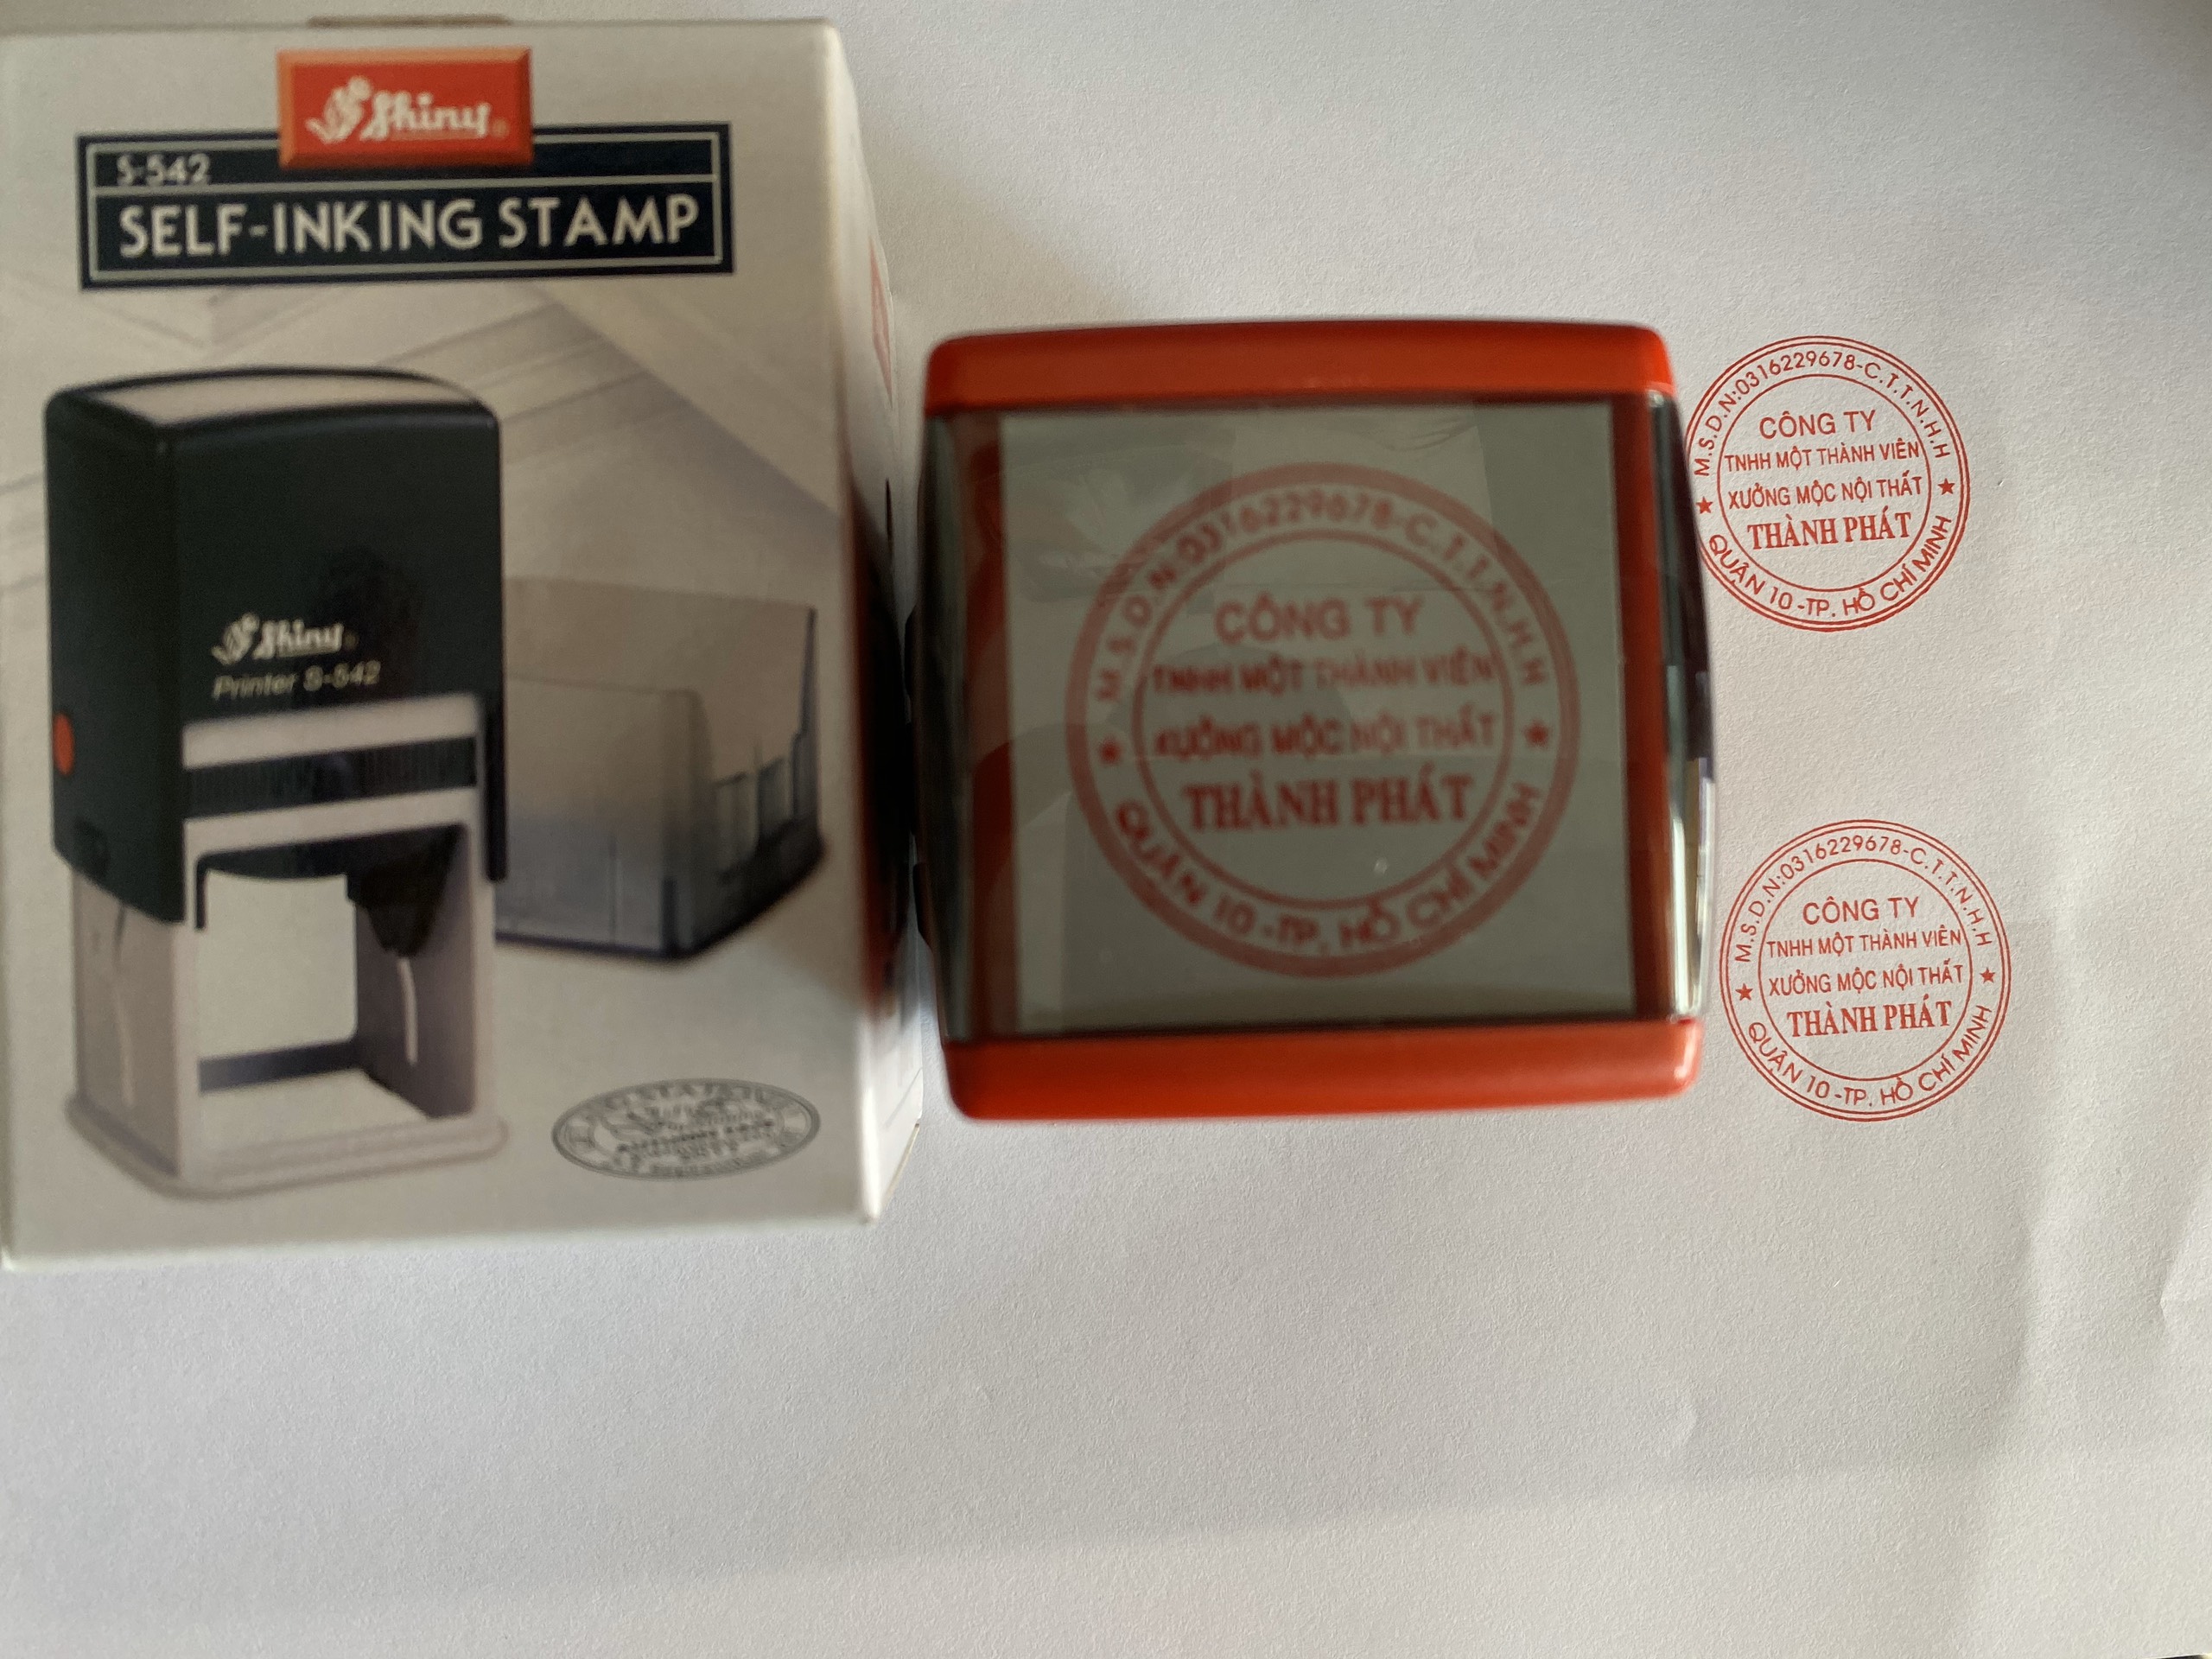 Shiny
S-542
SELF-INKING STAMP
Shiny
Printer S-542
M.S.D.N:0316229678-C.T.T.N.H.H
CÔNG TY
TNHH MỘT THÀNH VIÊN
XƯỞNG MỘC NỘI THẤT
THÀNH PHÁT
QUẬN 10 -TP. HỒ CHÍ MINH
M.S.D.N:0316229678-C.T.T.N.H.H
CÔNG TY
TNHH MỘT THÀNH VIÊN
XƯỞNG MỘC NỘI THẤT
THÀNH PHÁT
QUẬN 10 -TP. HỒ CHÍ MINH
M.S.D.N:0316229678-C.T.T.N.H.H
CÔNG TY
TNHH MỘT THÀNH VIÊN
XƯỞNG MỘC NỘI THẤT
THÀNH PHÁT
QUẬN 10 -TP. HỒ CHÍ MINH